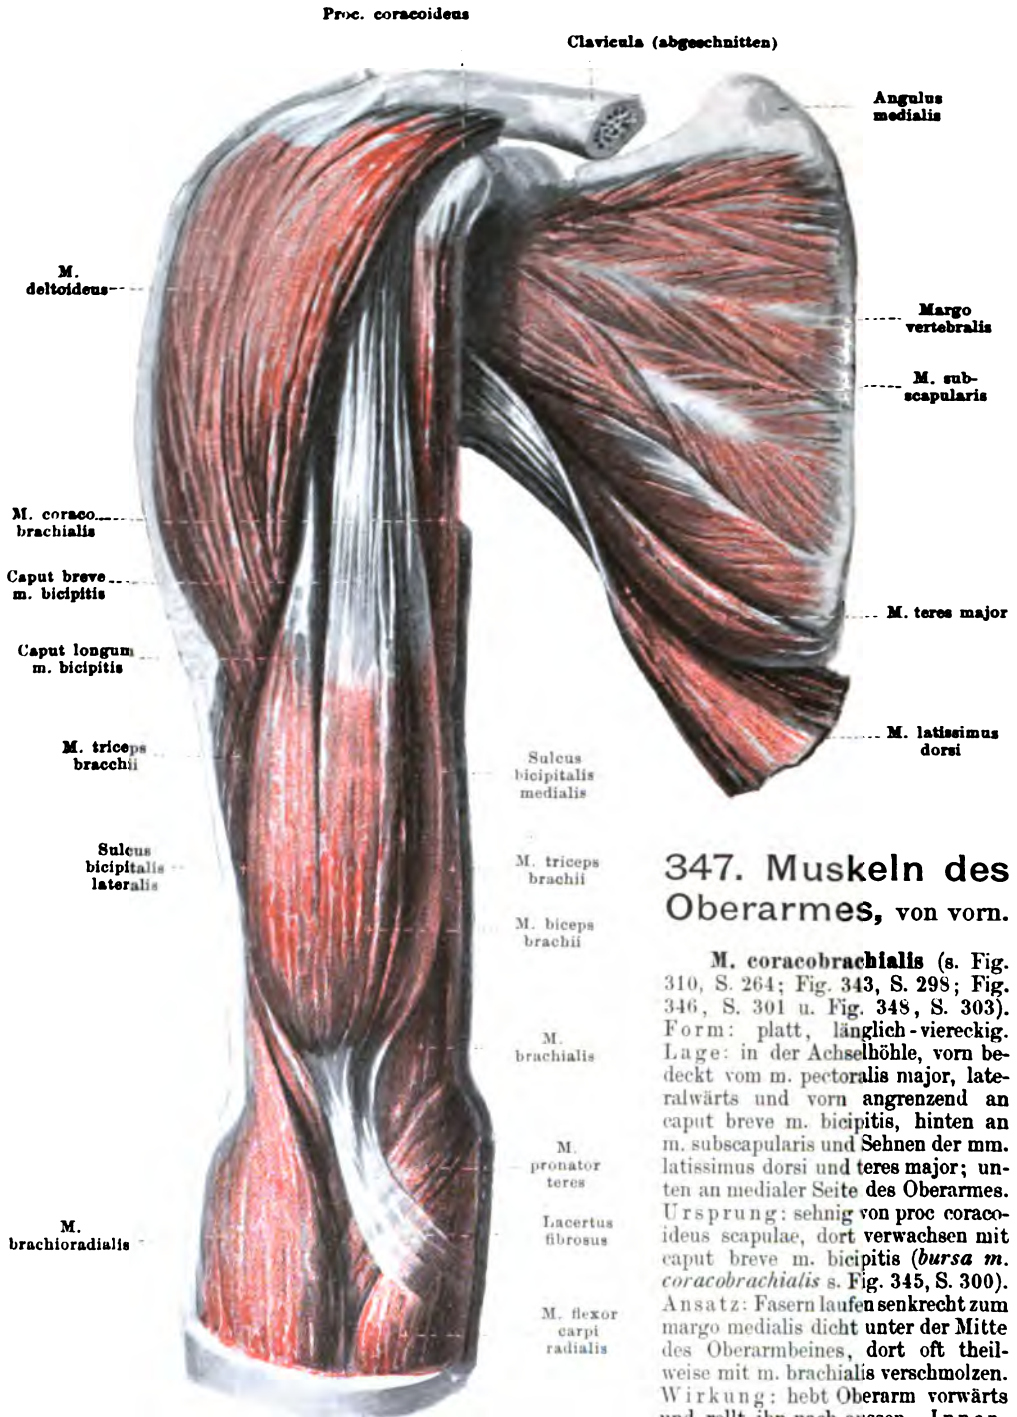 Proc. coracoideus
Clavicula (abgeschnitten)
Angulus
medialis
M.
deltoideus
Margo
vertebralis
M. sub-
scapularis
M. coraco
brachialis
Caput breve
m. bicipitis
M. teres major
Caput longum
m. bicipitis
M. latissimus
dorsi
M. triceps
bracchii
Sulcus
bicipitalis
medialis
Sulcus
bicipitalis
lateralis
M. triceps
brachii
M. biceps
brachii
M.
brachialis
M.
pronator
teres
M.
brachioradialis
Lacertus
fibrosus
M. flexor
carpi
radialis
347. Muskeln des
Oberarmes, von vorn.
M. coracobrachialis (s. Fig.
310, S. 264; Fig. 343, S. 298; Fig.
346, S. 301 u. Fig. 348, S. 303).
Form: platt, länglich-viereckig.
Lage: in der Achselhöhle, vorn be-
deckt vom m. pectoralis major, late-
ralwärts und vorn angrenzend an
caput breve m. bicipitis, hinten an
m. subscapularis und Sehnen der mm.
latissimus dorsi und teres major; un-
ten an medialer Seite des Oberarmes.
Ursprung: sehnig von proc coraco-
ideus scapulae, dort verwachsen mit
caput breve m. bicipitis (bursa m.
coracobrachialis s. Fig. 345, S. 300).
Ansatz: Fasern laufen senkrecht zum
margo medialis dicht unter der Mitte
des Oberarmbeines, dort oft theil-
weise mit m. brachialis verschmolzen.
Wirkung: hebt Oberarm vorwärts